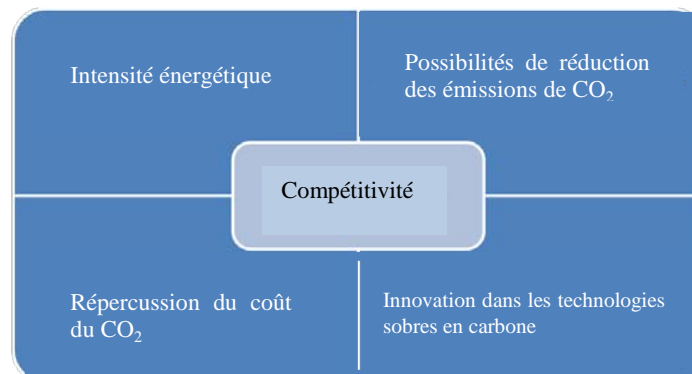 Intensité énergétique
Possibilités de réduction
des émissions de CO₂
Compétitivité
Répercussion du coût
du CO₂
Innovation dans les technologies
sobres en carbone